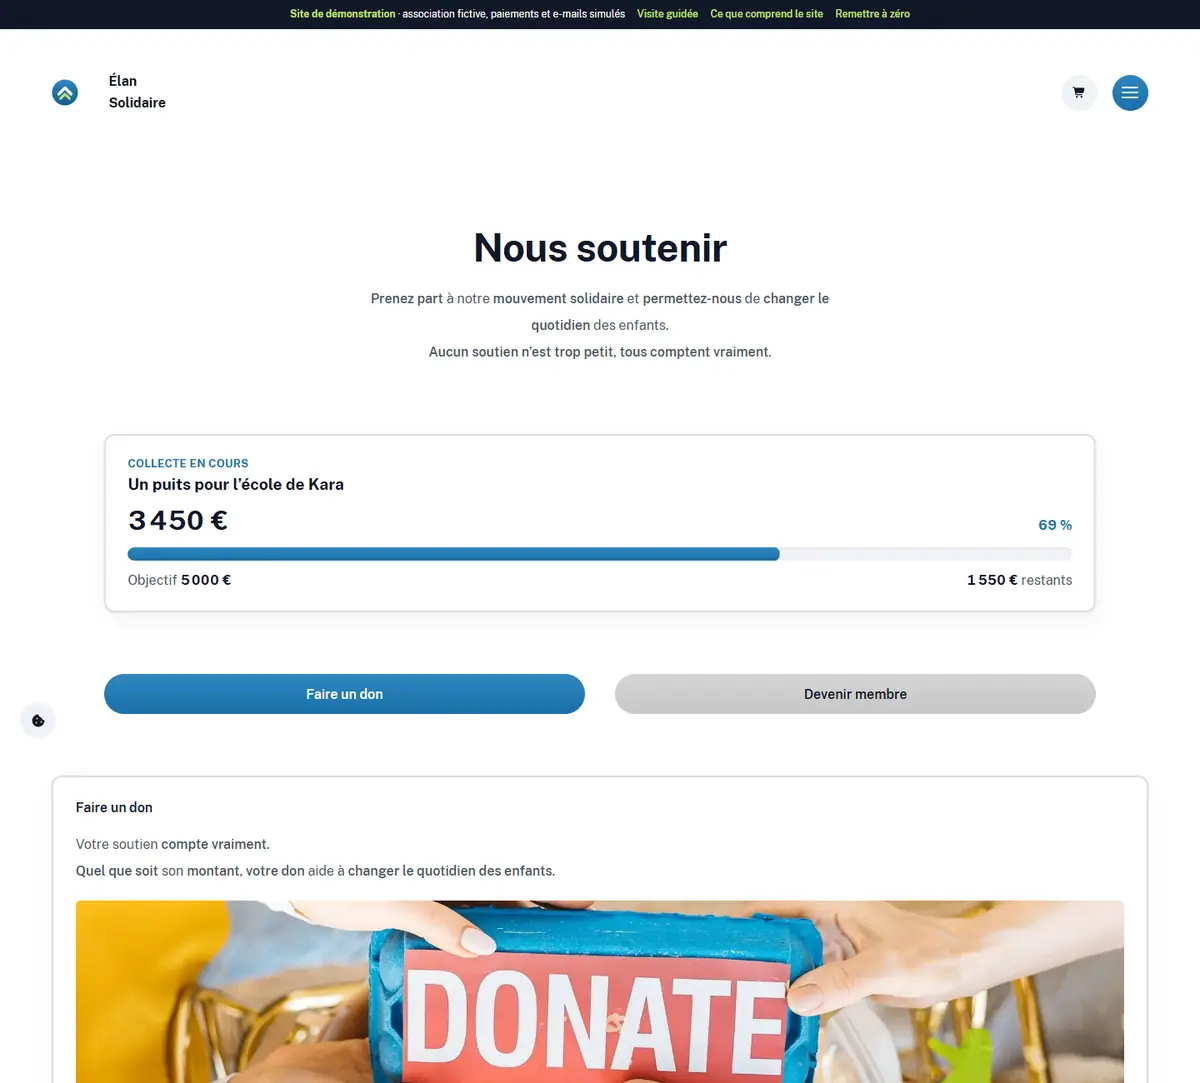 Site de démonstration · association fictive, paiements et e-mails simulés Visite guidée Ce que comprend le site Remettre à zéro
Élan
Solidaire
Nous soutenir
Prenez part à notre mouvement solidaire et permettez-nous de changer le
quotidien des enfants.
Aucun soutien n’est trop petit, tous comptent vraiment.
COLLECTE EN COURS
Un puits pour l’école de Kara
3 450 €
69 %
Objectif 5 000 €
1 550 € restants
Faire un don
Devenir membre
Faire un don
Votre soutien compte vraiment.
Quel que soit son montant, votre don aide à changer le quotidien des enfants.
DONATE